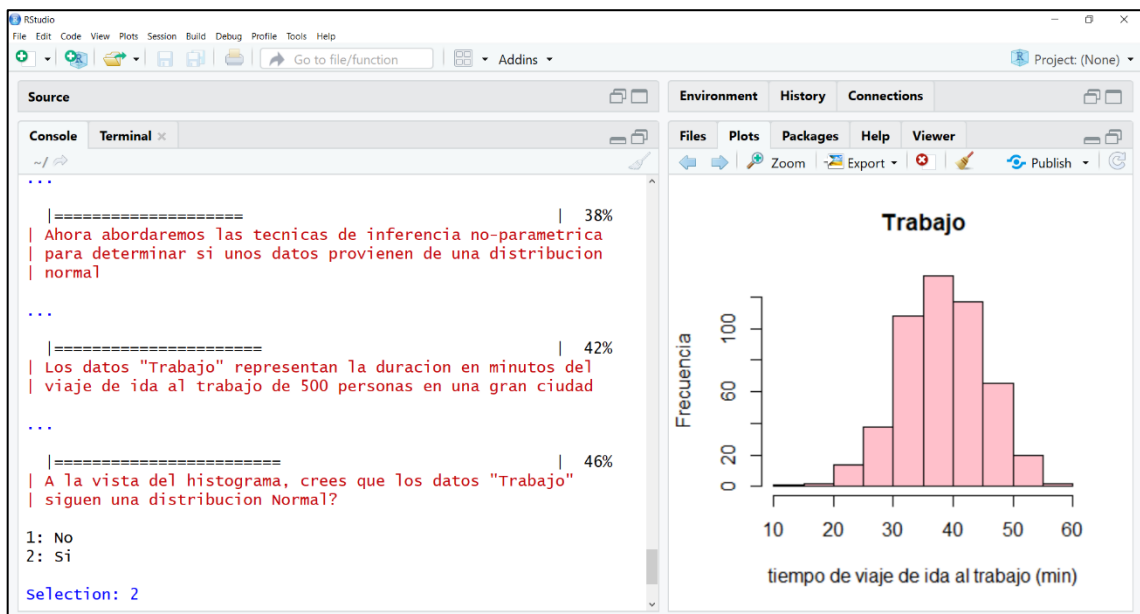 RStudio
File Edit Code View Plots Session Build Debug Profile Tools Help
Go to file/function
Addins
Project: (None)
Source
Console Terminal
~/
...
|==================== | 38%
| Ahora abordaremos las tecnicas de inferencia no-parametrica
| para determinar si unos datos provienen de una distribucion
| normal
...
|====================== | 42%
| Los datos "Trabajo" representan la duracion en minutos del
| viaje de ida al trabajo de 500 personas en una gran ciudad
...
|======================== | 46%
| A la vista del histograma, crees que los datos "Trabajo"
| siguen una distribucion Normal?
1: No
2: Si
Selection: 2
Environment History Connections
Files Plots Packages Help Viewer
Zoom Export Publish
Trabajo
Frecuencia
100
60
20
0
10 20 30 40 50 60
tiempo de viaje de ida al trabajo (min)